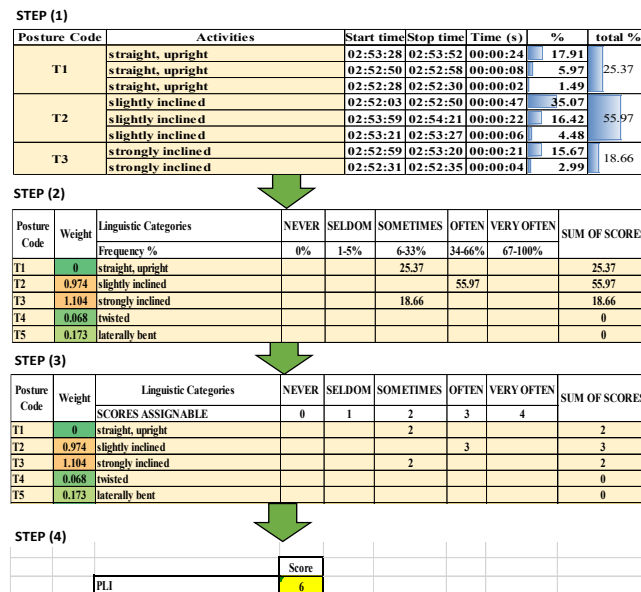 STEP (1)
Posture Code Activities Start time Stop time Time (s) % total %
T1 straight, upright 02:53:28 02:53:52 00:00:24 17.91 25.37
straight, upright 02:52:50 02:52:58 00:00:08 5.97
straight, upright 02:52:28 02:52:30 00:00:02 1.49
T2 slightly inclined 02:52:03 02:52:50 00:00:47 35.07 55.97
slightly inclined 02:53:59 02:54:21 00:00:22 16.42
slightly inclined 02:53:21 02:53:27 00:00:06 4.48
T3 strongly inclined 02:52:59 02:53:20 00:00:21 15.67 18.66
strongly inclined 02:52:31 02:52:35 00:00:04 2.99
STEP (2)
Posture Code Weight Linguistic Categories NEVER SELDOM SOMETIMES OFTEN VERY OFTEN SUM OF SCORES
Frequency % 0% 1-5% 6-33% 34-66% 67-100%
T1 0 straight, upright 25.37 25.37
T2 0.974 slightly inclined 55.97 55.97
T3 1.104 strongly inclined 18.66 18.66
T4 0.068 twisted 0
T5 0.173 laterally bent 0
STEP (3)
Posture Code Weight Linguistic Categories NEVER SELDOM SOMETIMES OFTEN VERY OFTEN SUM OF SCORES
SCORES ASSIGNABLE 0 1 2 3 4
T1 0 straight, upright 2 2
T2 0.974 slightly inclined 3 3
T3 1.104 strongly inclined 2 2
T4 0.068 twisted 0
T5 0.173 laterally bent 0
STEP (4)
Score
PLI 6